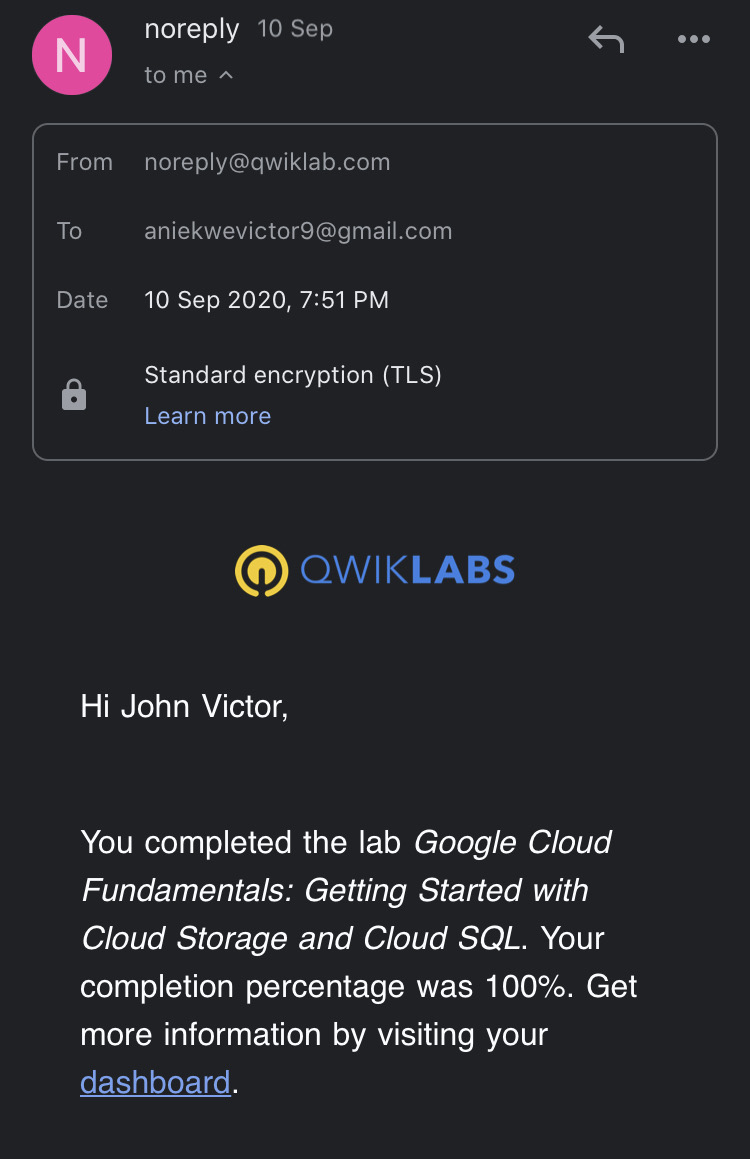 N
noreply 10 Sep
to me
From noreply@qwiklab.com
To aniekwevictor9@gmail.com
Date 10 Sep 2020, 7:51 PM
Standard encryption (TLS)
Learn more
QWIKLABS
Hi John Victor,
You completed the lab Google Cloud
Fundamentals: Getting Started with
Cloud Storage and Cloud SQL. Your
completion percentage was 100%. Get
more information by visiting your
dashboard.